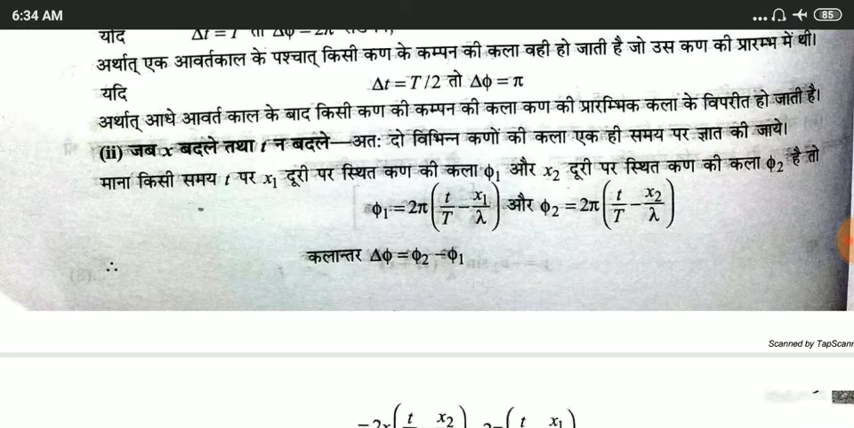 6:34 AM
... 85
यदि Δt = T तो Δϕ = 2π
अर्थात् एक आवर्तकाल के पश्चात् किसी कण के कम्पन की कला वही हो जाती है जो उस कण की प्रारम्भ में थी।
यदि Δt = T/2 तो Δϕ = π
अर्थात् आधे आवर्त काल के बाद किसी कण की कम्पन की कला कण की प्रारम्भिक कला के विपरीत हो जाती है।
(ii) जब x बदले तथा t न बदले—अतः दो विभिन्न कणों की कला एक ही समय पर ज्ञात की जाये।
माना किसी समय t पर x₁ दूरी पर स्थित कण की कला ϕ₁ और x₂ दूरी पर स्थित कण की कला ϕ₂ है तो
ϕ₁ = 2π(t/T − x₁/λ) और ϕ₂ = 2π(t/T − x₂/λ)
∴ कलान्तर Δϕ = ϕ₂ − ϕ₁
Scanned by TapScann